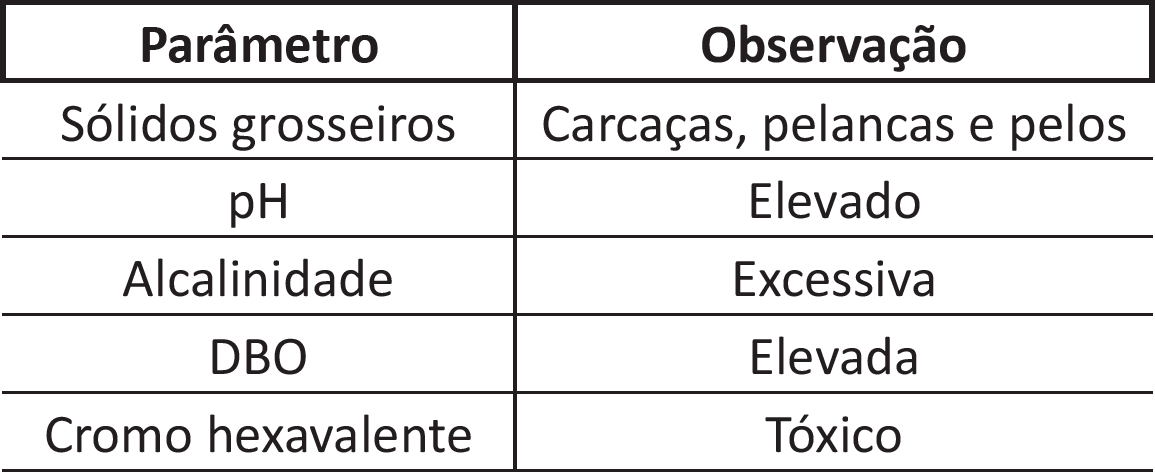 Parâmetro Observação
Sólidos grosseiros Carcaças, pelancas e pelos
pH Elevado
Alcalinidade Excessiva
DBO Elevada
Cromo hexavalente Tóxico